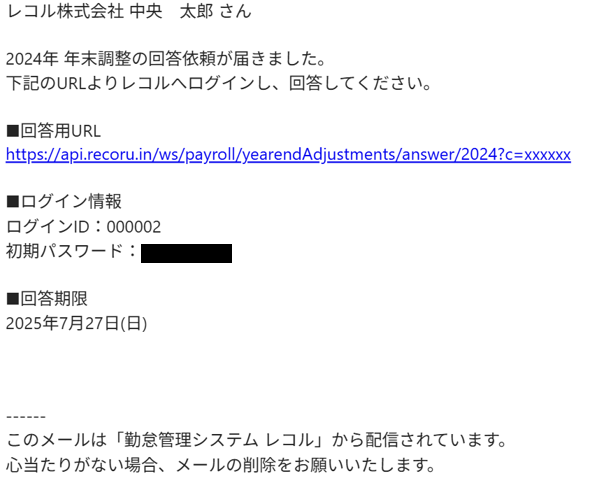 レコル株式会社 中央　太郎 さん
2024年 年末調整の回答依頼が届きました。
下記のURLよりレコルへログインし、回答してください。
■回答用URL
https://api.recoru.in/ws/payroll/yearendAdjustments/answer/2024?c=xxxxxx
■ログイン情報
ログインID：000002
初期パスワード：
■回答期限
2025年7月27日(日)
------
このメールは「勤怠管理システム レコル」から配信されています。
心当たりがない場合、メールの削除をお願いいたします。